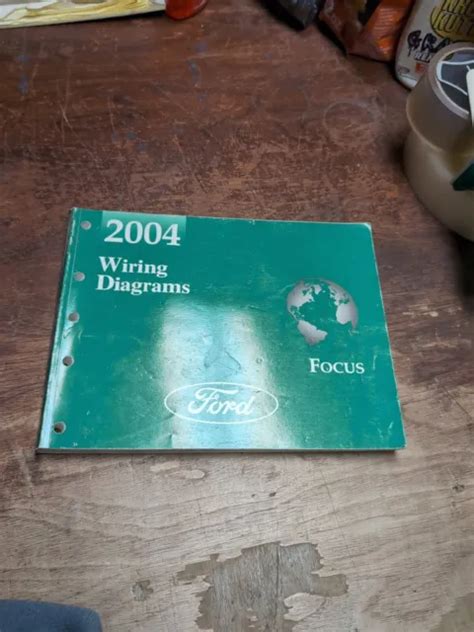 2004
Wiring
Diagrams
FOCUS
Ford